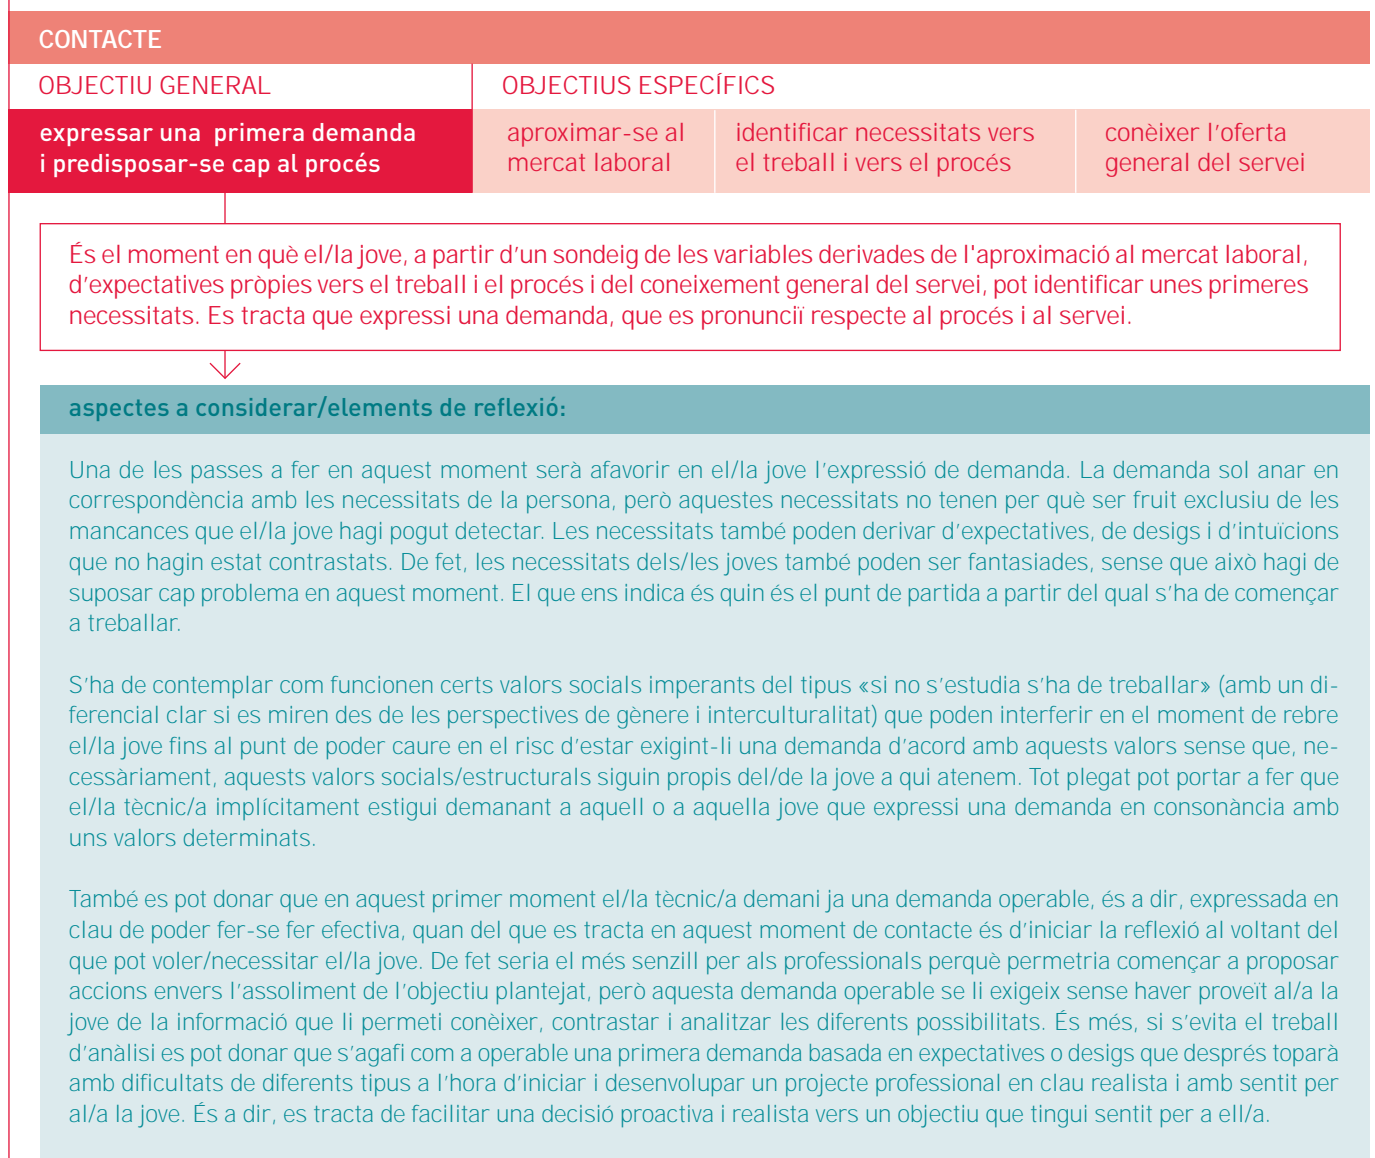 CONTACTE
OBJECTIU GENERAL
OBJECTIUS ESPECÍFICS
expressar una primera demanda
i predisposar-se cap al procés
aproximar-se al
mercat laboral
identificar necessitats vers
el treball i vers el procés
conèixer l’oferta
general del servei
És el moment en què el/la jove, a partir d’un sondeig de les variables derivades de l'aproximació al mercat laboral,
d’expectatives pròpies vers el treball i el procés i del coneixement general del servei, pot identificar unes primeres
necessitats. Es tracta que expressi una demanda, que es pronunciï respecte al procés i al servei.
aspectes a considerar/elements de reflexió:
Una de les passes a fer en aquest moment serà afavorir en el/la jove l’expressió de demanda. La demanda sol anar en
correspondència amb les necessitats de la persona, però aquestes necessitats no tenen per què ser fruit exclusiu de les
mancances que el/la jove hagi pogut detectar. Les necessitats també poden derivar d’expectatives, de desigs i d’intuïcions
que no hagin estat contrastats. De fet, les necessitats dels/les joves també poden ser fantasiades, sense que això hagi de
suposar cap problema en aquest moment. El que ens indica és quin és el punt de partida a partir del qual s’ha de començar
a treballar.
S’ha de contemplar com funcionen certs valors socials imperants del tipus «si no s’estudia s’ha de treballar» (amb un di-
ferencial clar si es miren des de les perspectives de gènere i interculturalitat) que poden interferir en el moment de rebre
el/la jove fins al punt de poder caure en el risc d’estar exigint-li una demanda d’acord amb aquests valors sense que, ne-
cessàriament, aquests valors socials/estructurals siguin propis del/de la jove a qui atenem. Tot plegat pot portar a fer que
el/la tècnic/a implícitament estigui demanant a aquell o a aquella jove que expressi una demanda en consonància amb
uns valors determinats.
També es pot donar que en aquest primer moment el/la tècnic/a demani ja una demanda operable, és a dir, expressada en
clau de poder fer-se fer efectiva, quan del que es tracta en aquest moment de contacte és d’iniciar la reflexió al voltant del
que pot voler/necessitar el/la jove. De fet seria el més senzill per als professionals perquè permetria començar a proposar
accions envers l’assoliment de l’objectiu plantejat, però aquesta demanda operable se li exigeix sense haver proveït al/a la
jove de la informació que li permeti conèixer, contrastar i analitzar les diferents possibilitats. És més, si s’evita el treball
d’anàlisi es pot donar que s’agafi com a operable una primera demanda basada en expectatives o desigs que després toparà
amb dificultats de diferents tipus a l’hora d’iniciar i desenvolupar un projecte professional en clau realista i amb sentit per
al/a la jove. És a dir, es tracta de facilitar una decisió proactiva i realista vers un objectiu que tingui sentit per a ell/a.